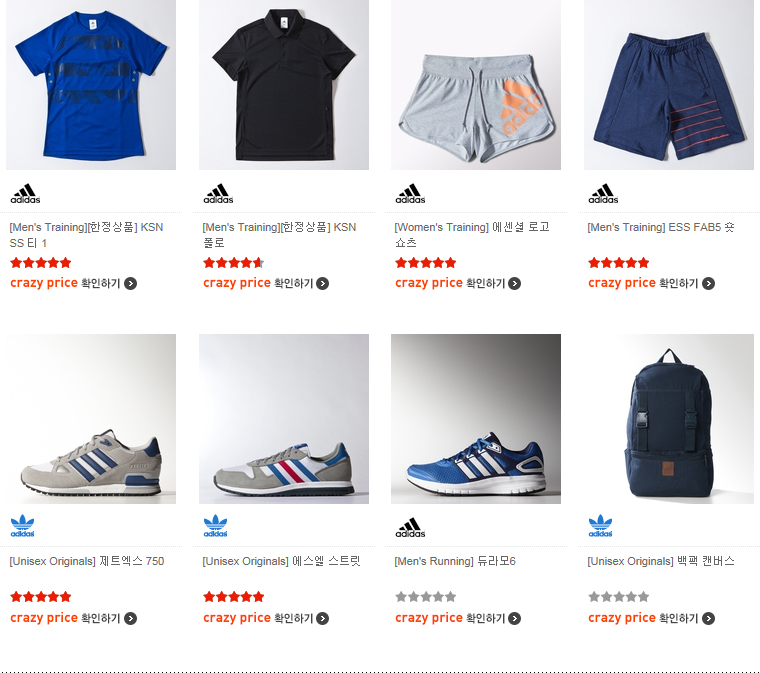 adidas
adidas
adidas
adidas
[Men's Training][한정상품] KSN SS 티 1
[Men's Training][한정상품] KSN 폴로
[Women's Training] 에센셜 로고 쇼츠
[Men's Training] ESS FAB5 숏
crazy price 확인하기
crazy price 확인하기
crazy price 확인하기
crazy price 확인하기
adidas
adidas
adidas
adidas
[Unisex Originals] 제트엑스 750
[Unisex Originals] 에스엘 스트릿
[Men's Running] 듀라모6
[Unisex Originals] 백팩 캔버스
crazy price 확인하기
crazy price 확인하기
crazy price 확인하기
crazy price 확인하기